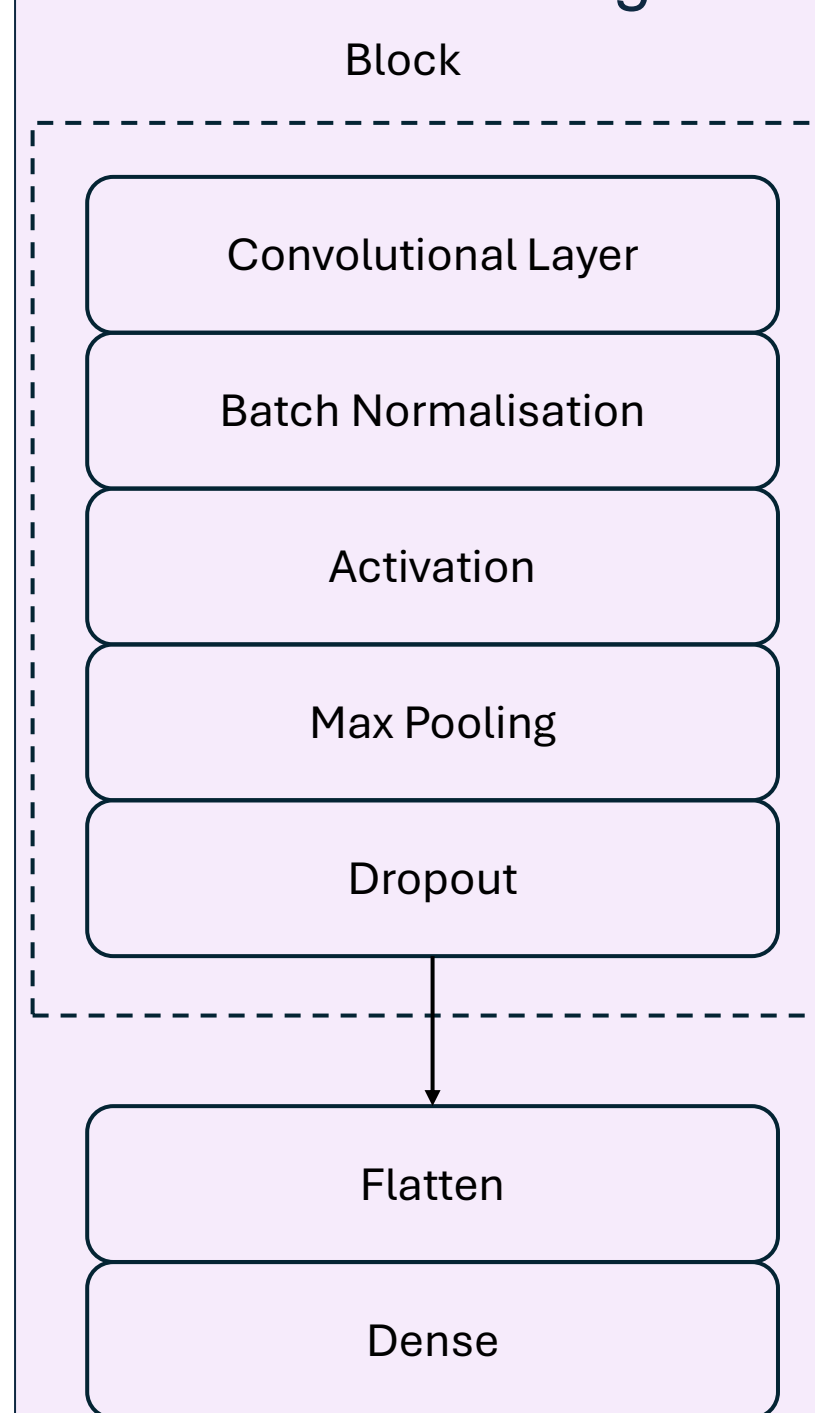 Block
Convolutional Layer
Batch Normalisation
Activation
Max Pooling
Dropout
Flatten
Dense